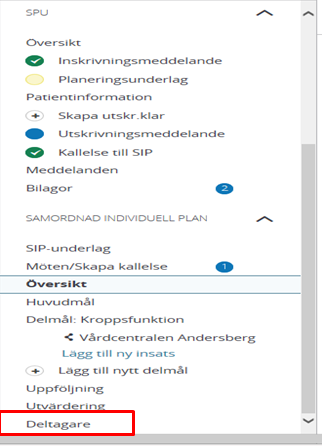 SPU
Översikt
Inskrivningsmeddelande
Planeringsunderlag
Patientinformation
Skapa utskr.klar
Utskrivningsmeddelande
Kallelse till SIP
Meddelanden
Bilagor 2
SAMORDNAD INDIVIDUELL PLAN
SIP-underlag
Möten/Skapa kallelse 1
Översikt
Huvudmål
Delmål: Kroppsfunktion
Vårdcentralen Andersberg
Lägg till ny insats
Lägg till nytt delmål
Uppföljning
Utvärdering
Deltagare